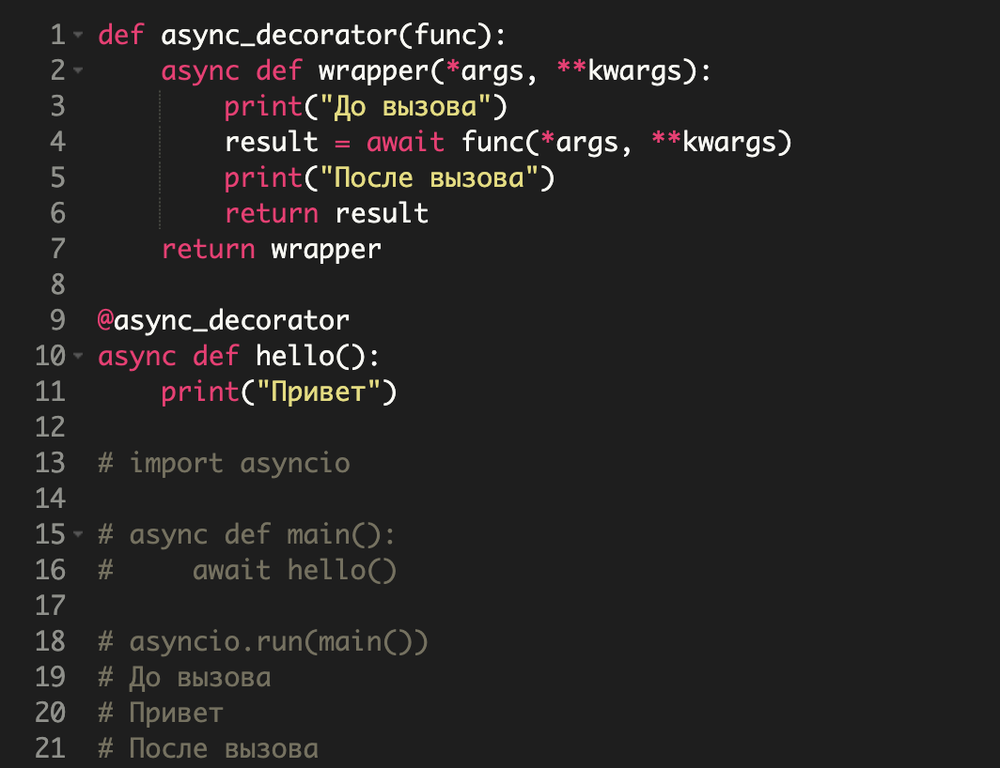 1 def async_decorator(func):
2     async def wrapper(*args, **kwargs):
3         print("До вызова")
4         result = await func(*args, **kwargs)
5         print("После вызова")
6         return result
7     return wrapper
8
9 @async_decorator
10 async def hello():
11     print("Привет")
12
13 # import asyncio
14
15 # async def main():
16 #     await hello()
17
18 # asyncio.run(main())
19 # До вызова
20 # Привет
21 # После вызова